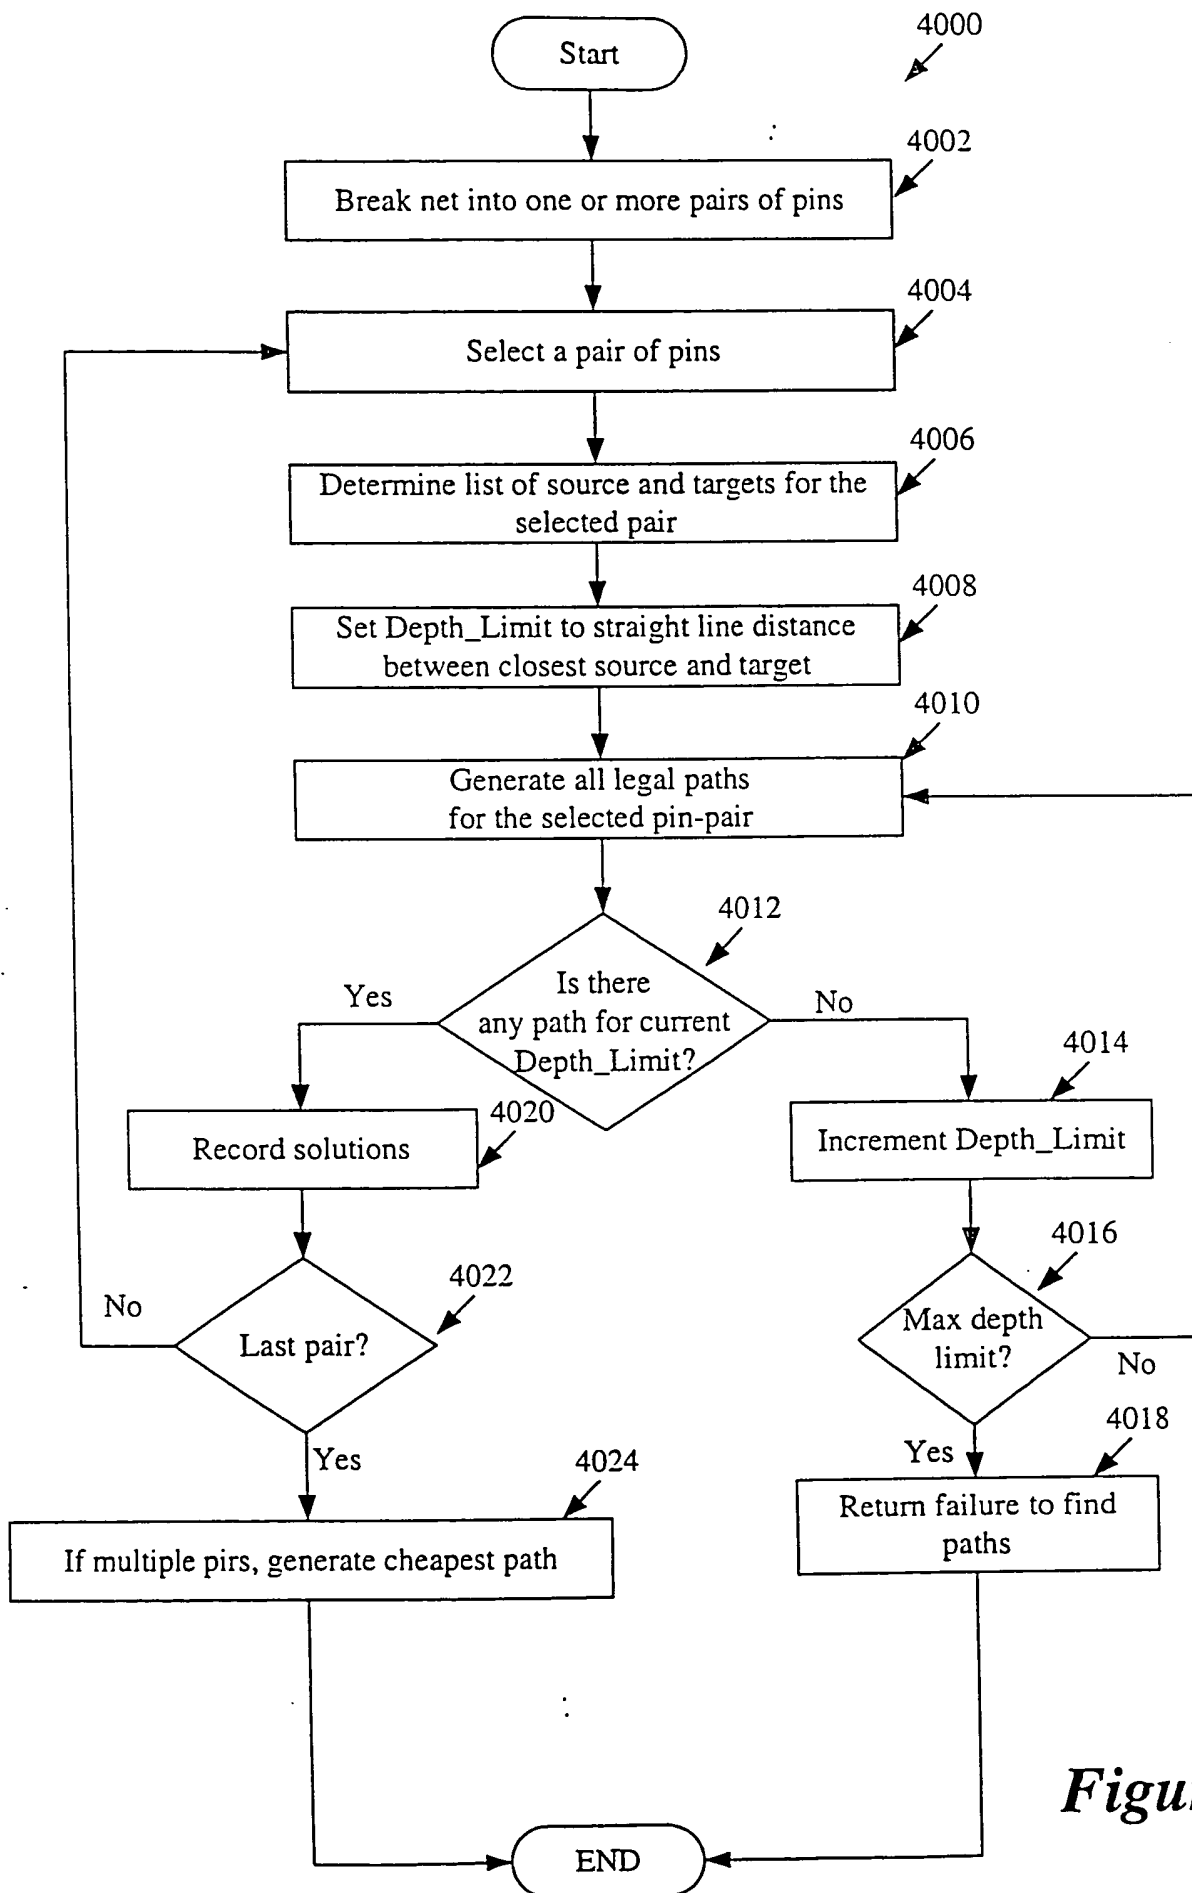 4000
Start
4002
Break net into one or more pairs of pins
4004
Select a pair of pins
4006
Determine list of source and targets for the
selected pair
4008
Set Depth_Limit to straight line distance
between closest source and target
4010
Generate all legal paths
for the selected pin-pair
4012
Is there
any path for current
Depth_Limit?
Yes
No
4014
Increment Depth_Limit
4020
Record solutions
4016
Max depth
limit?
No
4022
Last pair?
No
Yes
4018
Yes
Return failure to find
paths
4024
If multiple pirs, generate cheapest path
END